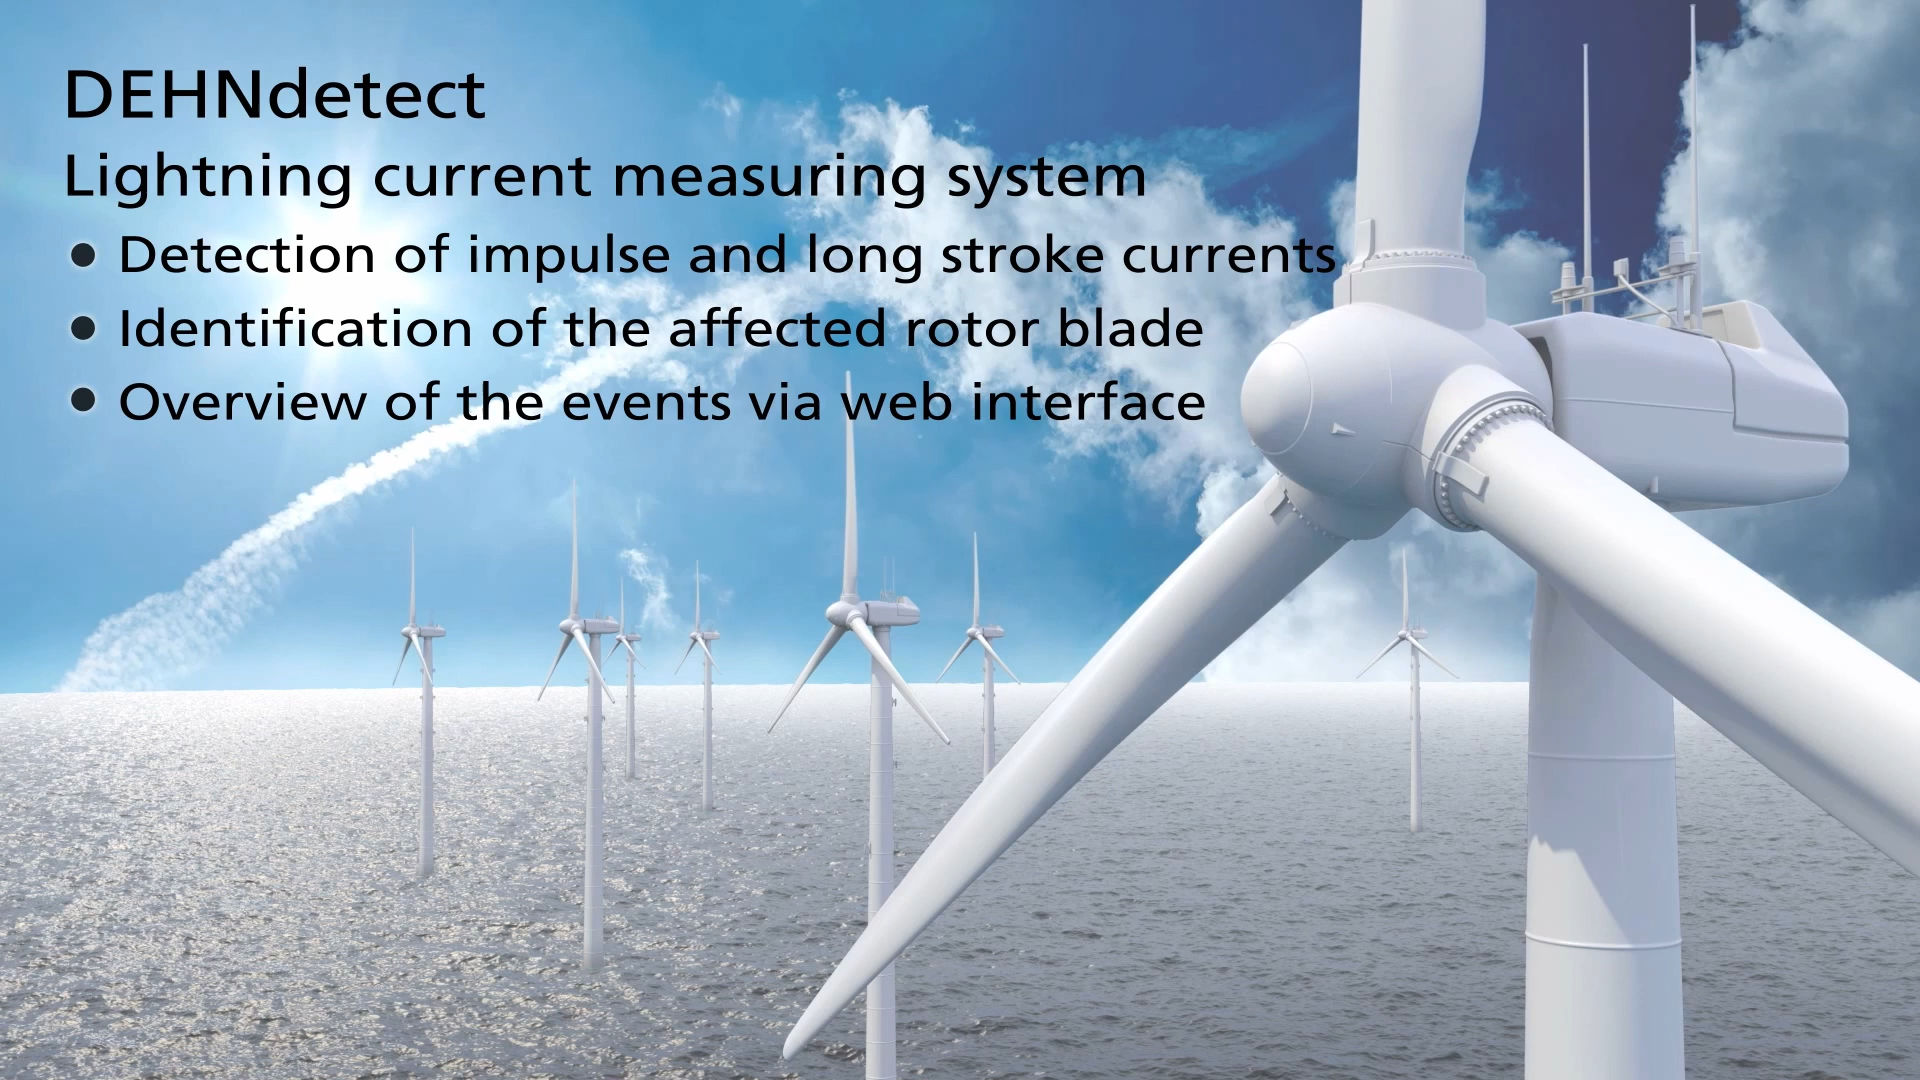 DEHNdetect
Lightning current measuring system
• Detection of impulse and long stroke currents
• Identification of the affected rotor blade
• Overview of the events via web interface